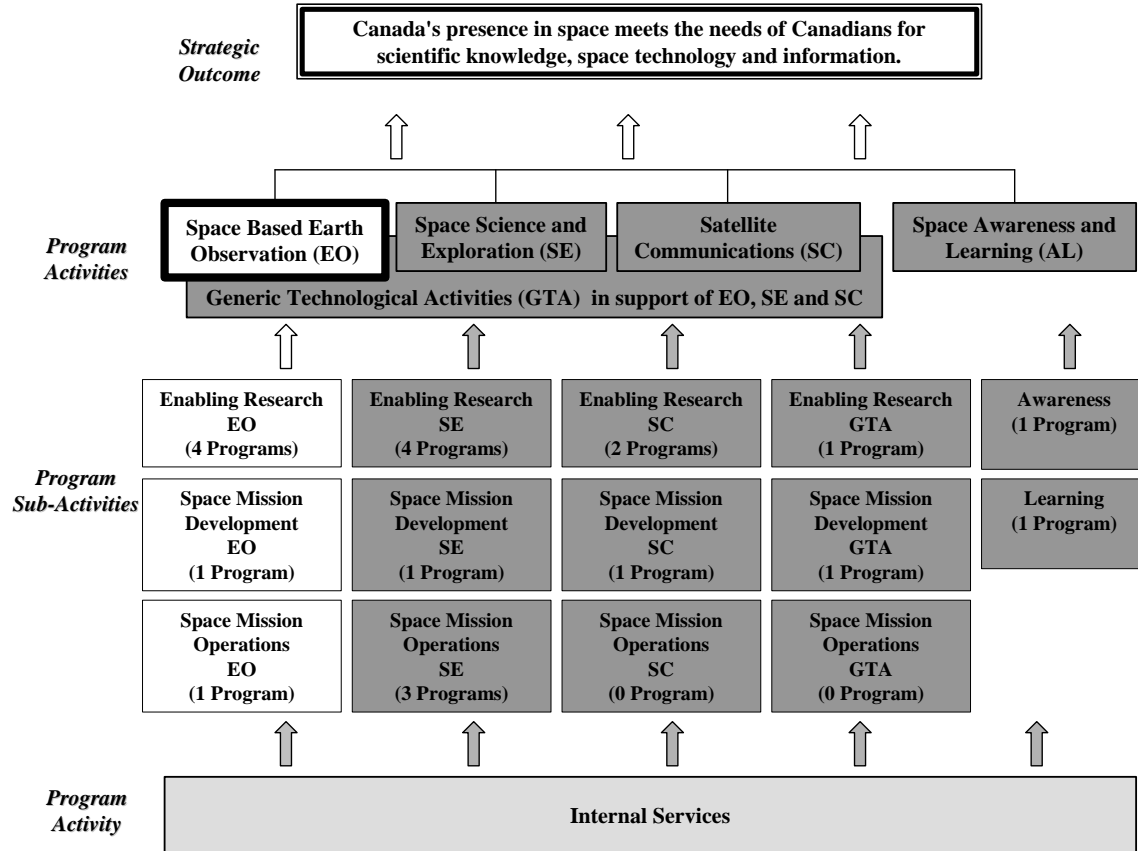 Strategic
Outcome
Canada's presence in space meets the needs of Canadians for
scientific knowledge, space technology and information.
Program
Activities
Space Based Earth
Observation (EO)
Space Science and
Exploration (SE)
Satellite
Communications (SC)
Space Awareness and
Learning (AL)
Generic Technological Activities (GTA) in support of EO, SE and SC
Program
Sub-Activities
Enabling Research
EO
(4 Programs)
Enabling Research
SE
(4 Programs)
Enabling Research
SC
(2 Programs)
Enabling Research
GTA
(1 Program)
Awareness
(1 Program)
Space Mission
Development
EO
(1 Program)
Space Mission
Development
SE
(1 Program)
Space Mission
Development
SC
(1 Program)
Space Mission
Development
GTA
(1 Program)
Learning
(1 Program)
Space Mission
Operations
EO
(1 Program)
Space Mission
Operations
SE
(3 Programs)
Space Mission
Operations
SC
(0 Program)
Space Mission
Operations
GTA
(0 Program)
Program
Activity
Internal Services